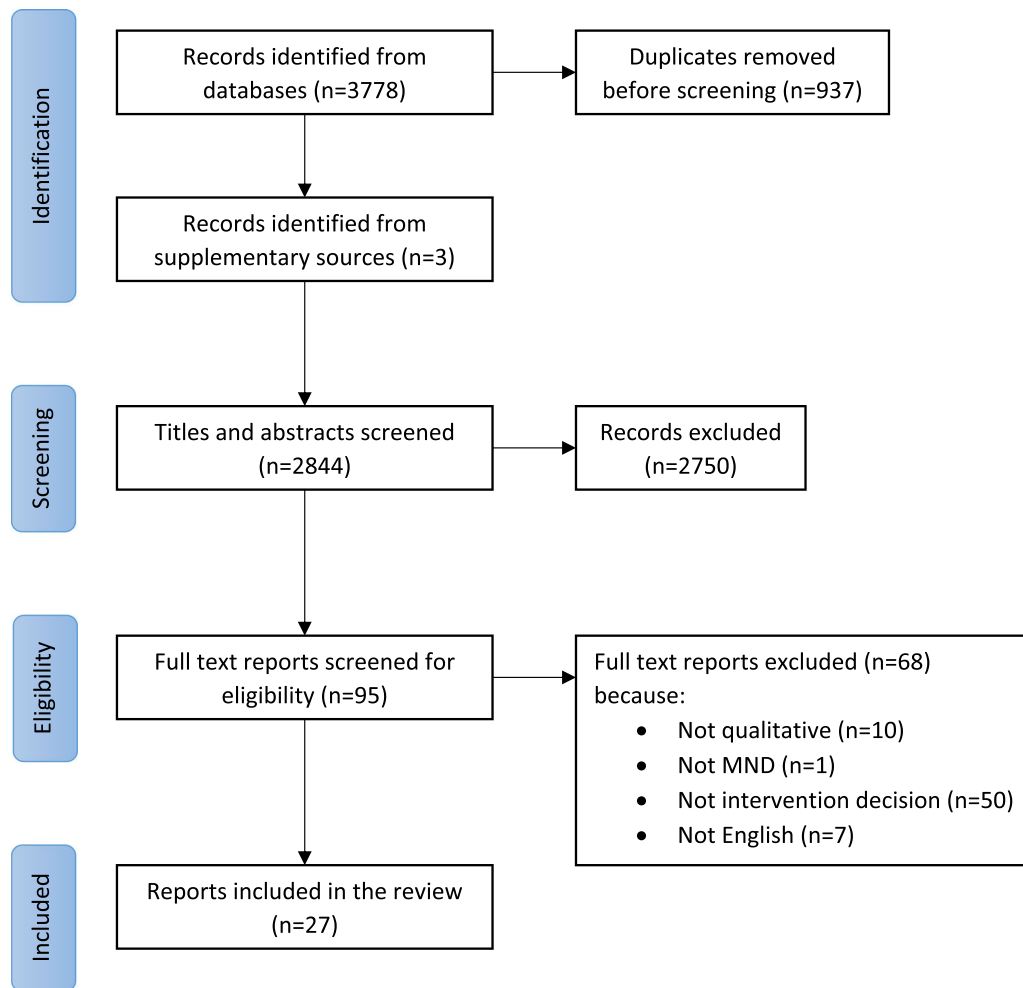 Identification
Records identified from
databases (n=3778)
Duplicates removed
before screening (n=937)
Records identified from
supplementary sources (n=3)
Screening
Titles and abstracts screened
(n=2844)
Records excluded
(n=2750)
Eligibility
Full text reports screened for
eligibility (n=95)
Full text reports excluded (n=68)
because:
• Not qualitative (n=10)
• Not MND (n=1)
• Not intervention decision (n=50)
• Not English (n=7)
Included
Reports included in the review
(n=27)